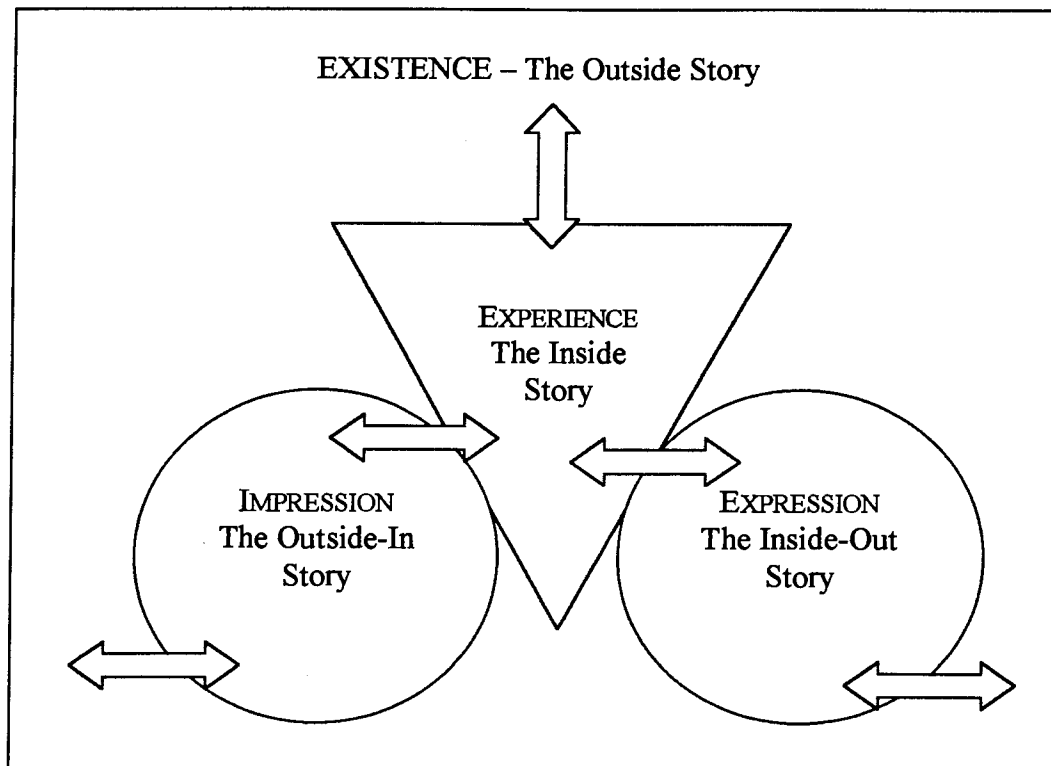 EXISTENCE – The Outside Story
EXPERIENCE
The Inside
Story
IMPRESSION
The Outside-In
Story
EXPRESSION
The Inside-Out
Story